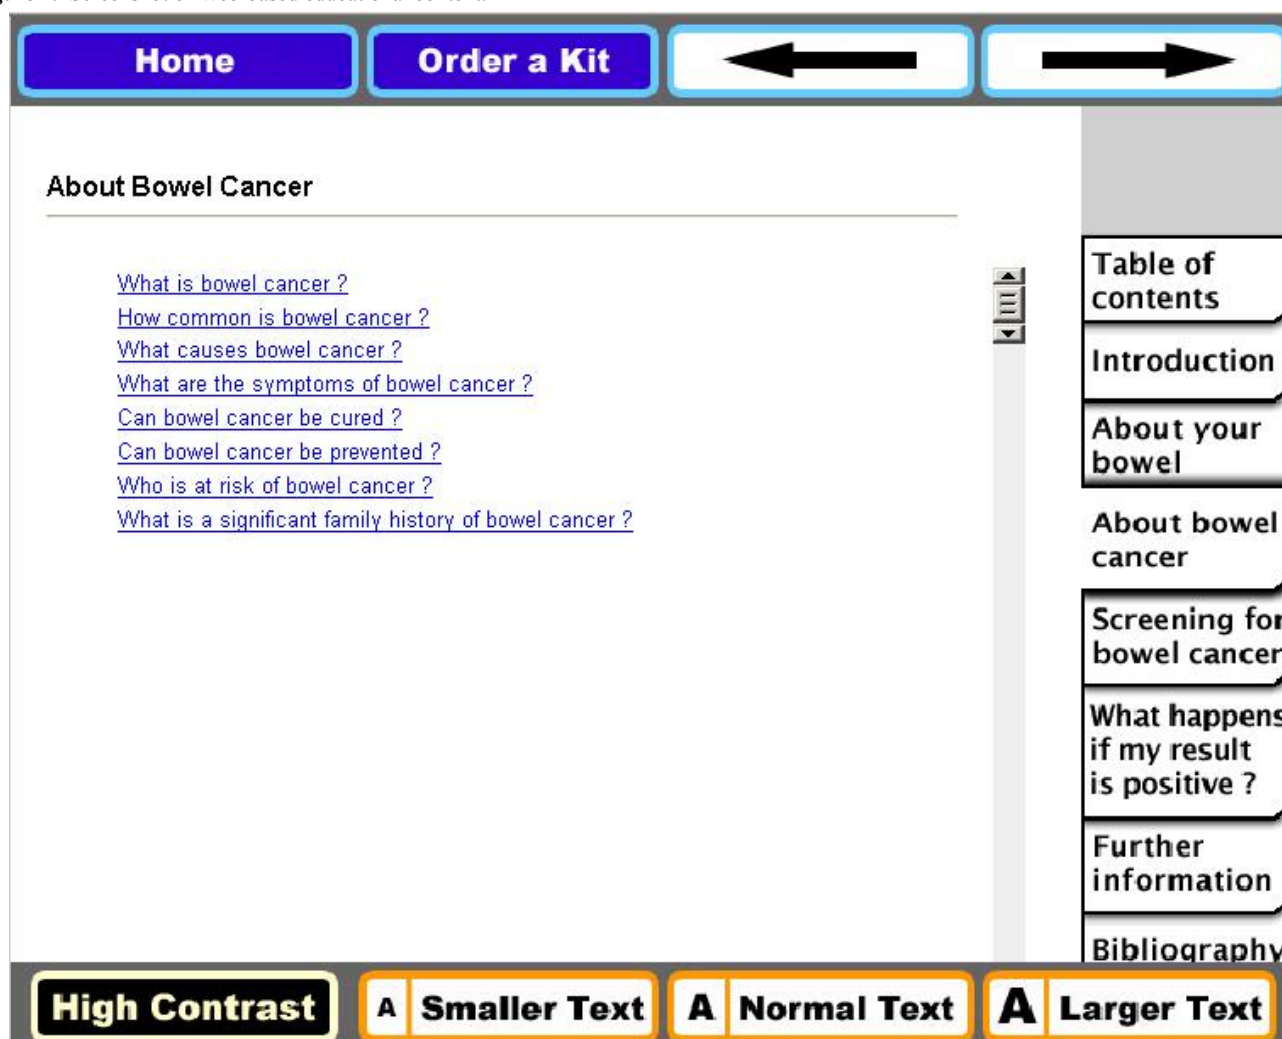 Home
Order a Kit
About Bowel Cancer
What is bowel cancer ?
How common is bowel cancer ?
What causes bowel cancer ?
What are the symptoms of bowel cancer ?
Can bowel cancer be cured ?
Can bowel cancer be prevented ?
Who is at risk of bowel cancer ?
What is a significant family history of bowel cancer ?
Table of
contents
Introduction
About your
bowel
About bowel
cancer
Screening for
bowel cancer
What happens
if my result
is positive ?
Further
information
Bibliography
High Contrast
A Smaller Text
A Normal Text
A Larger Text